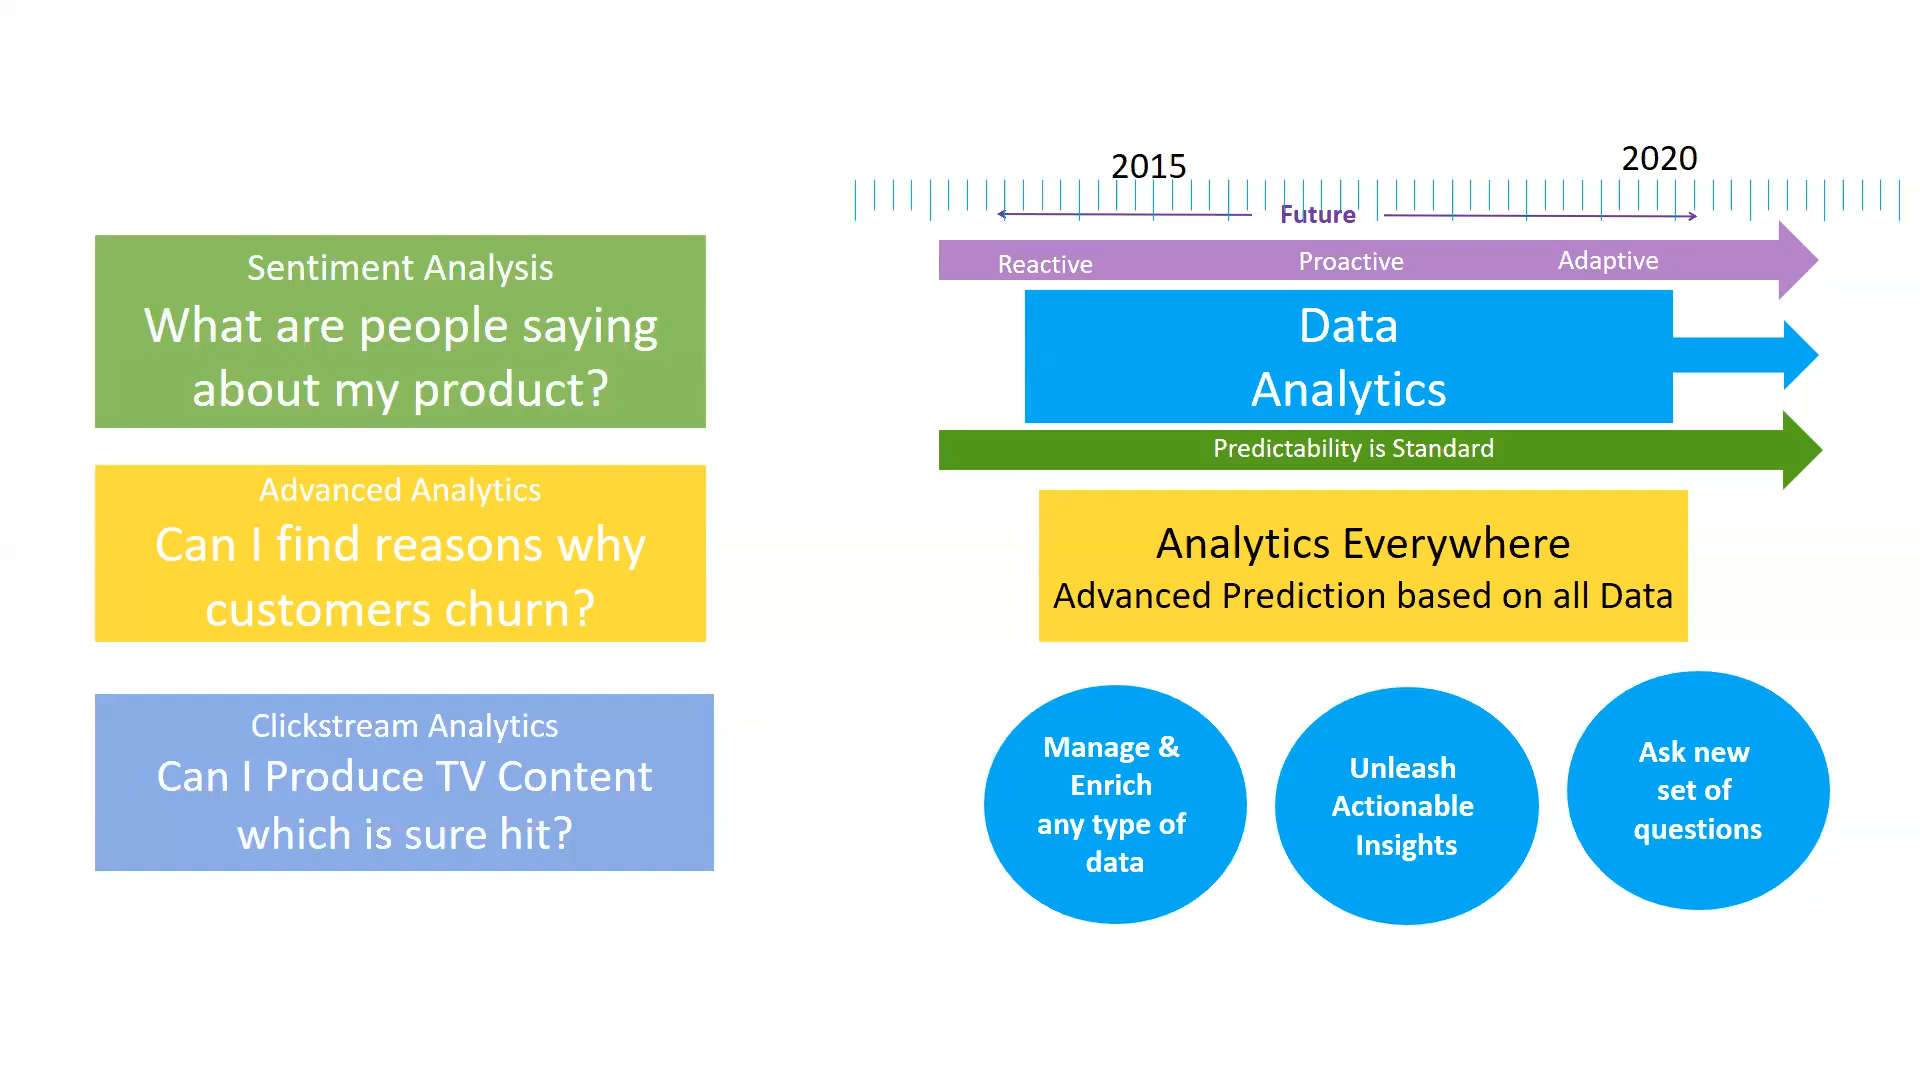 Sentiment Analysis
What are people saying
about my product?
Advanced Analytics
Can I find reasons why
customers churn?
Clickstream Analytics
Can I Produce TV Content
which is sure hit?
2015
2020
Future
Reactive
Proactive
Adaptive
Data
Analytics
Predictability is Standard
Analytics Everywhere
Advanced Prediction based on all Data
Manage &
Enrich
any type of
data
Unleash
Actionable
Insights
Ask new
set of
questions